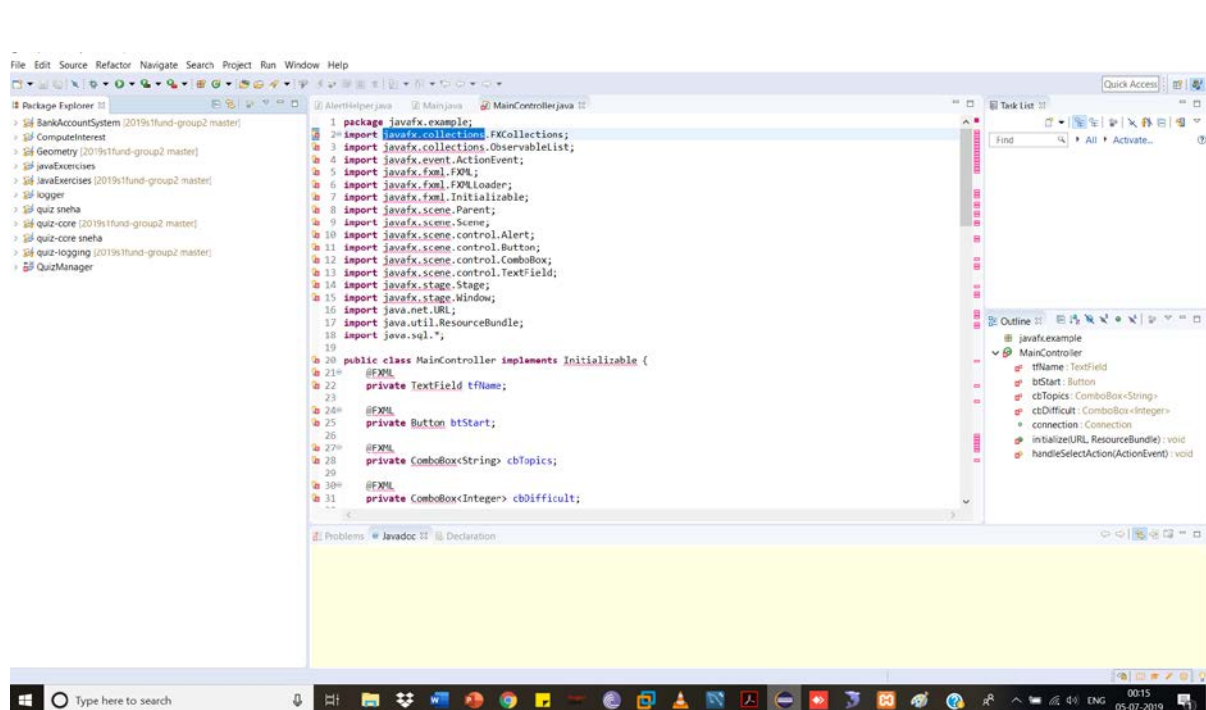 File Edit Source Refactor Navigate Search Project Run Window Help
Quick Access
Package Explorer
BankAccountSystem [2019s1fund-group2 master]
ComputeInterest
Geometry [2019s1fund-group2 master]
javaExcercises
JavaExercises [2019s1fund-group2 master]
logger
quiz sneha
quiz-core [2019s1fund-group2 master]
quiz-core sneha
quiz-logging [2019s1fund-group2 master]
QuizManager
AlertHelper.java Main.java MainController.java
1 package javafx.example;
2 import javafx.collections.FXCollections;
3 import javafx.collections.ObservableList;
4 import javafx.event.ActionEvent;
5 import javafx.fxml.FXML;
6 import javafx.fxml.FXMLLoader;
7 import javafx.fxml.Initializable;
8 import javafx.scene.Parent;
9 import javafx.scene.Scene;
10 import javafx.scene.control.Alert;
11 import javafx.scene.control.Button;
12 import javafx.scene.control.ComboBox;
13 import javafx.scene.control.TextField;
14 import javafx.stage.Stage;
15 import javafx.stage.Window;
16 import java.net.URL;
17 import java.util.ResourceBundle;
18 import java.sql.*;
19
20 public class MainController implements Initializable {
21 @FXML
22 private TextField tfName;
23
24 @FXML
25 private Button btStart;
26
27 @FXML
28 private ComboBox<String> cbTopics;
29
30 @FXML
31 private ComboBox<Integer> cbDifficult;
Task List
Find All Activate...
Outline
javafx.example
MainController
tfName : TextField
btStart : Button
cbTopics : ComboBox<String>
cbDifficult : ComboBox<Integer>
connection : Connection
initialize(URL, ResourceBundle) : void
handleSelectAction(ActionEvent) : void
Problems Javadoc Declaration
Type here to search
ENG
00:15
05-07-2019